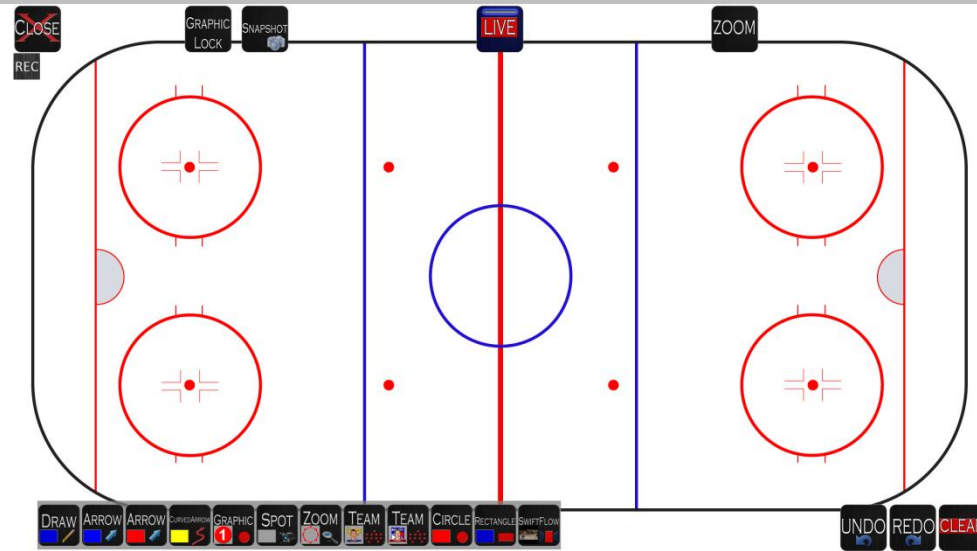 CLOSE
GRAPHIC
LOCK
SNAPSHOT
LIVE
ZOOM
REC
DRAW
ARROW
ARROW
CURVEDARROW
GRAPHIC
1
SPOT
ZOOM
TEAM
TEAM
CIRCLE
RECTANGLE
SWIFTFLOW
UNDO
REDO
CLEAR